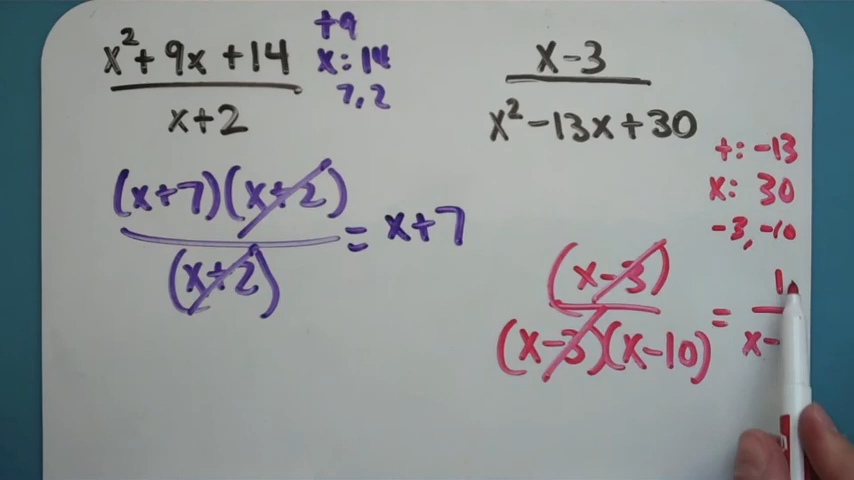 x²+9x+14
x+2
+9
x: 14
7,2
(x+7)(x+2)
(x+2)
= x+7
x-3
x²-13x+30
+: -13
x: 30
-3,-10
(x-3)
(x-3)(x-10)
=
1
x-